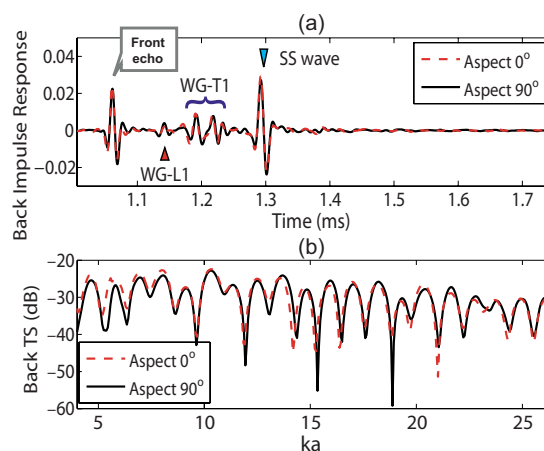 (a)
Front
echo
WG-T1
SS wave
WG-L1
Aspect 0°
Aspect 90°
Back Impulse Response
0.04
0.02
0
−0.02
1.1
1.2
1.3
1.4
1.5
1.6
1.7
Time (ms)
(b)
Back TS (dB)
−20
−30
−40
−50
−60
Aspect 0°
Aspect 90°
5
10
15
20
25
ka